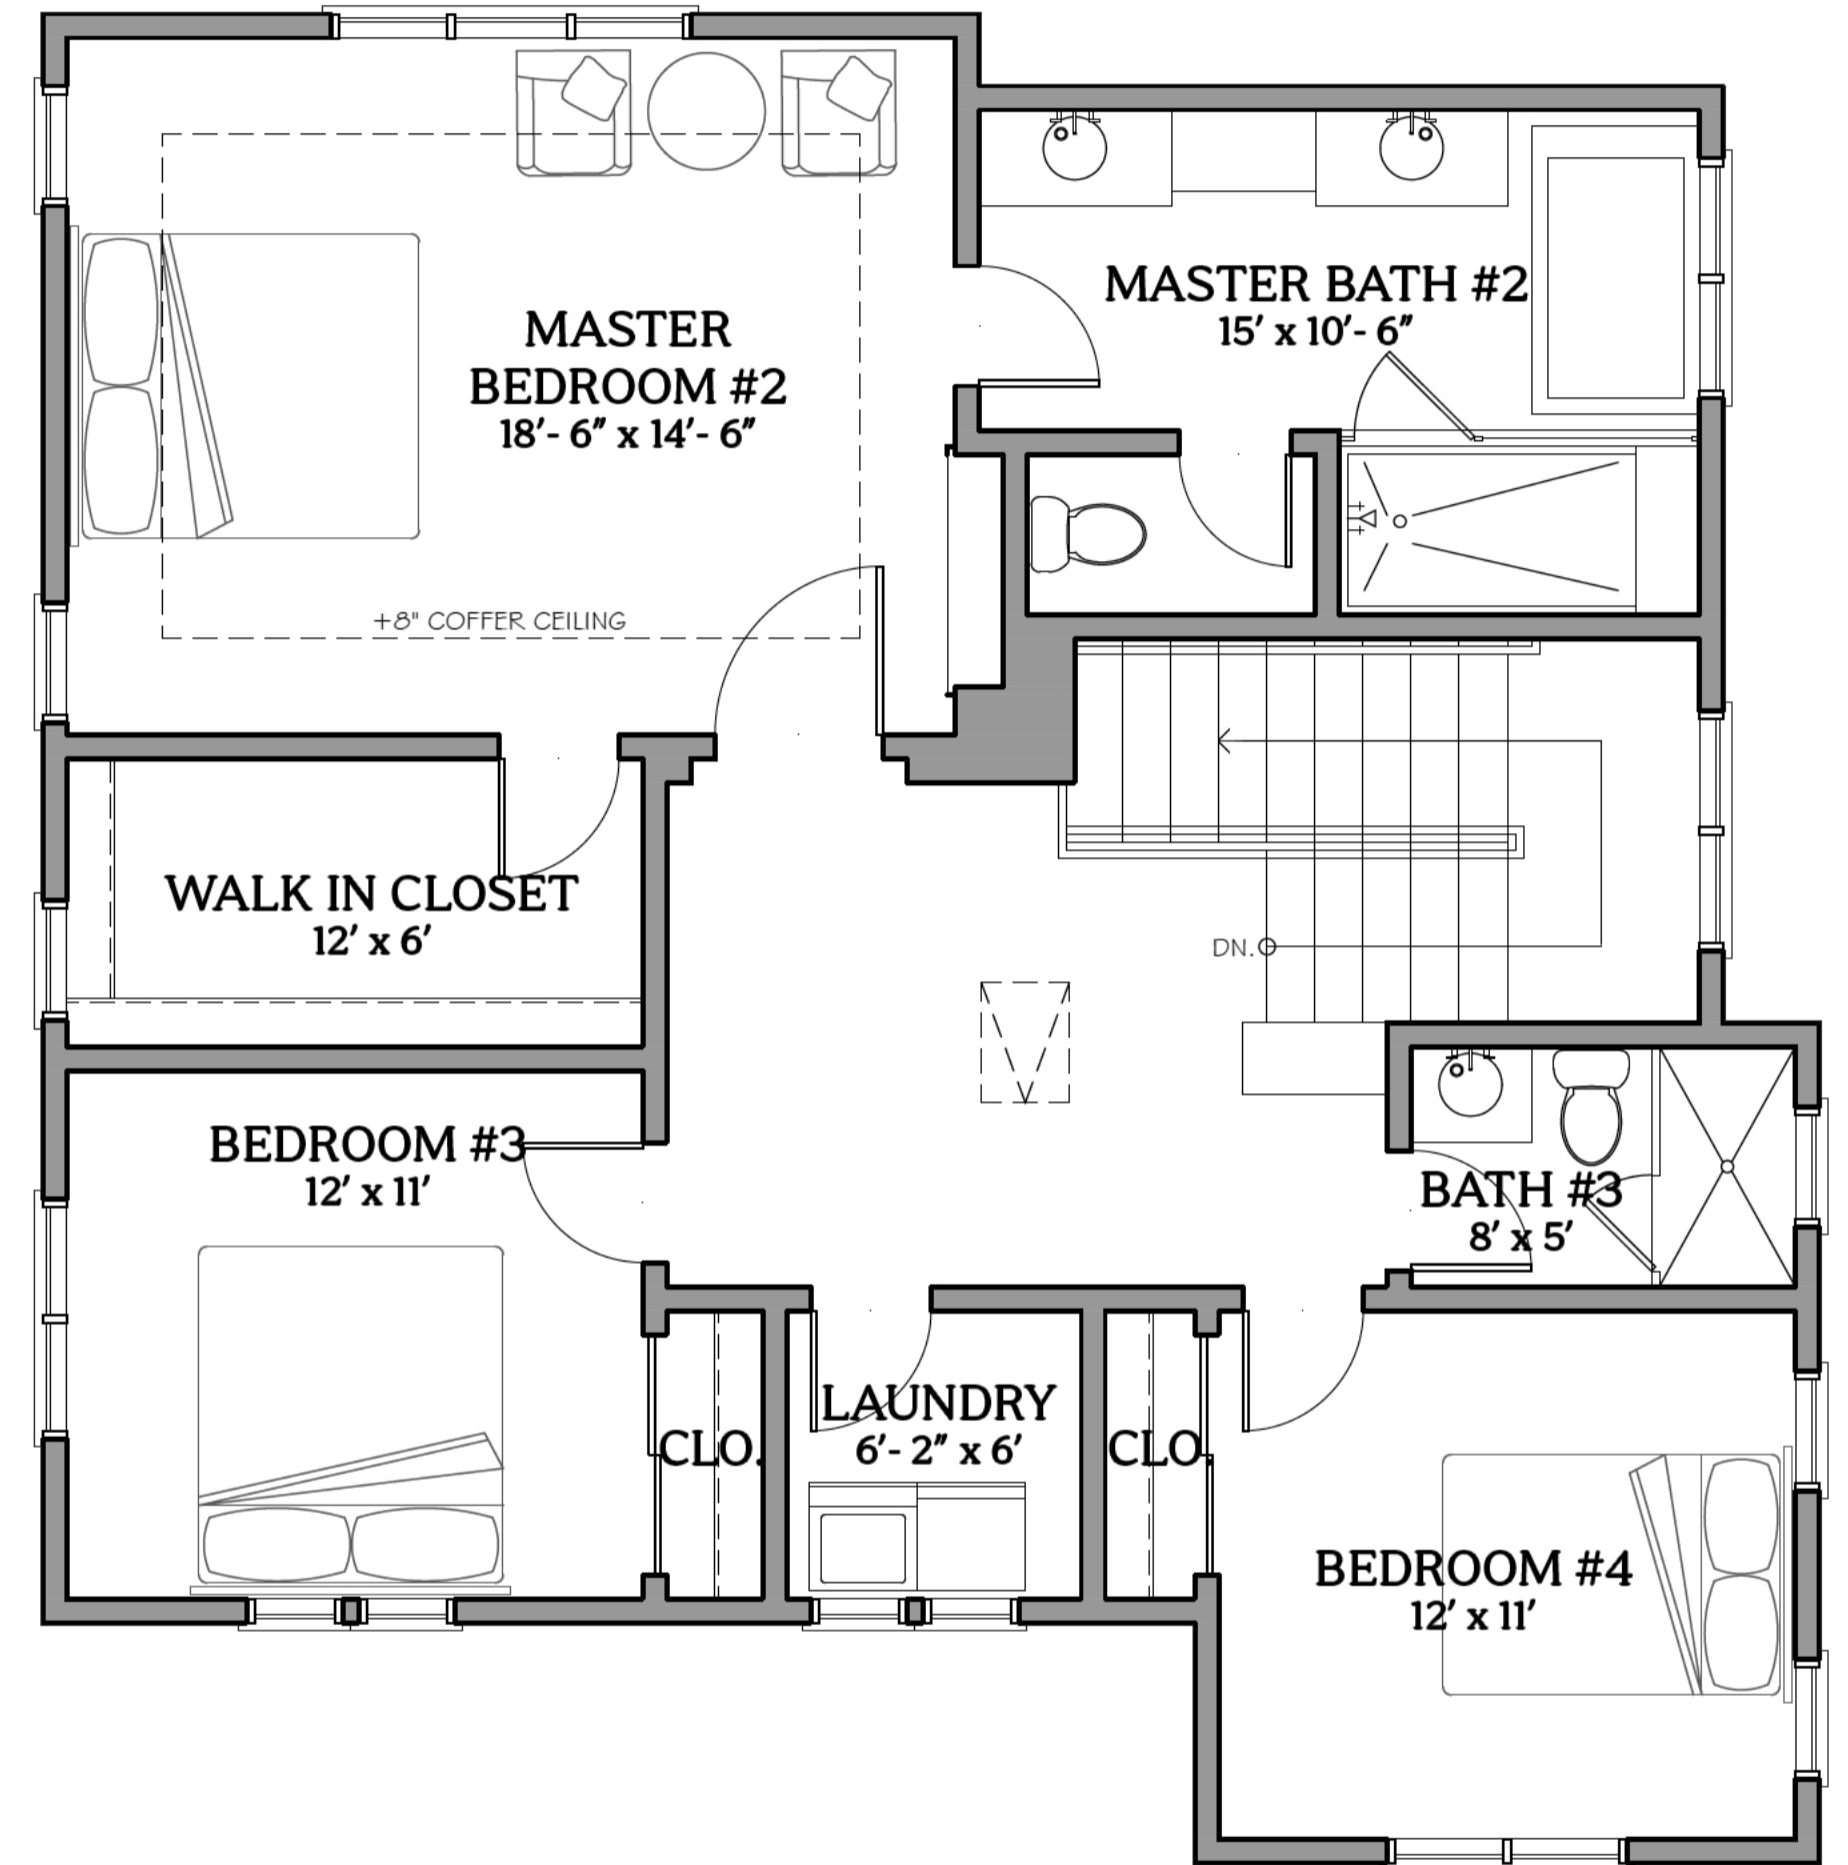 MASTER
BEDROOM #2
18'- 6" x 14'- 6"
+8" COFFER CEILING
MASTER BATH #2
15' x 10'- 6"
WALK IN CLOSET
12' x 6'
DN.
BEDROOM #3
12' x 11'
BATH #3
8' x 5'
CLO.
LAUNDRY
6'- 2" x 6'
CLO.
BEDROOM #4
12' x 11'